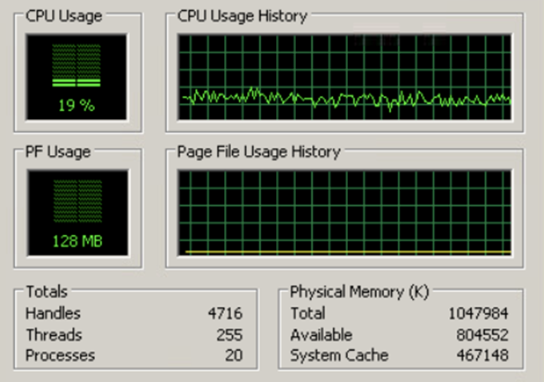 CPU Usage
CPU Usage History
19 %
PF Usage
Page File Usage History
128 MB
Totals
Handles 4716
Threads 255
Processes 20
Physical Memory (K)
Total 1047984
Available 804552
System Cache 467148